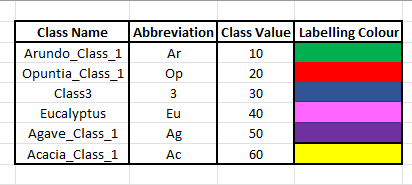 Class Name Abbreviation Class Value Labelling Colour
Arundo_Class_1 Ar 10
Opuntia_Class_1 Op 20
Class3 3 30
Eucalyptus Eu 40
Agave_Class_1 Ag 50
Acacia_Class_1 Ac 60